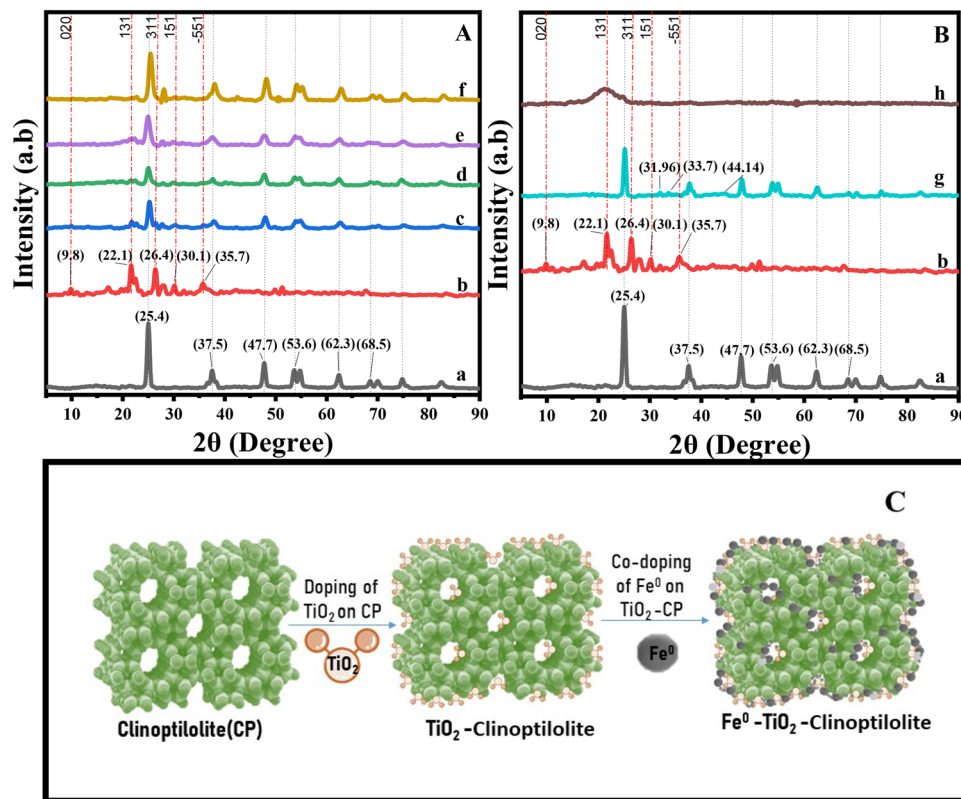 A
020
131
311
151
-551
f
e
d
c
(9.8)
(22.1)
(26.4)
(30.1)
(35.7)
b
(25.4)
(37.5)
(47.7)
(53.6)
(62.3)
(68.5)
a
Intensity (a.b)
10 20 30 40 50 60 70 80 90
2θ (Degree)
B
020
131
311
151
-551
h
(31.96)
(33.7)
(44.14)
g
(9.8)
(22.1)
(26.4)
(30.1)
(35.7)
b
(25.4)
(37.5)
(47.7)
(53.6)
(62.3)
(68.5)
a
Intensity (a.b)
10 20 30 40 50 60 70 80 90
2θ (Degree)
C
Doping of
TiO₂ on CP
TiO₂
Co-doping
of Fe⁰ on
TiO₂-CP
Fe⁰
Clinoptilolite(CP)
TiO₂ -Clinoptilolite
Fe⁰ -TiO₂ -Clinoptilolite